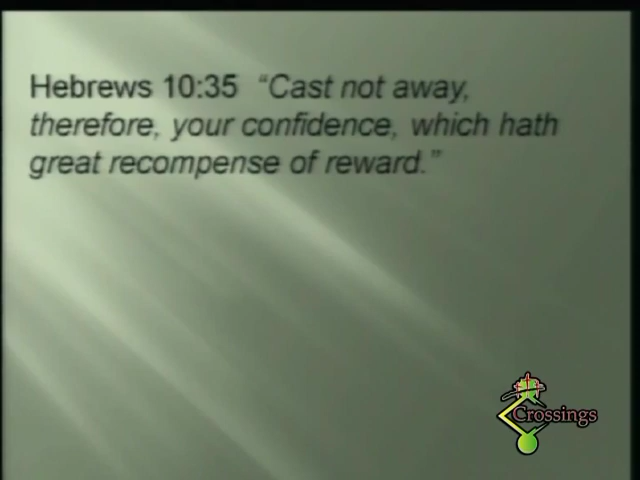 Hebrews 10:35 “Cast not away,
therefore, your confidence, which hath
great recompense of reward.”
Crossings